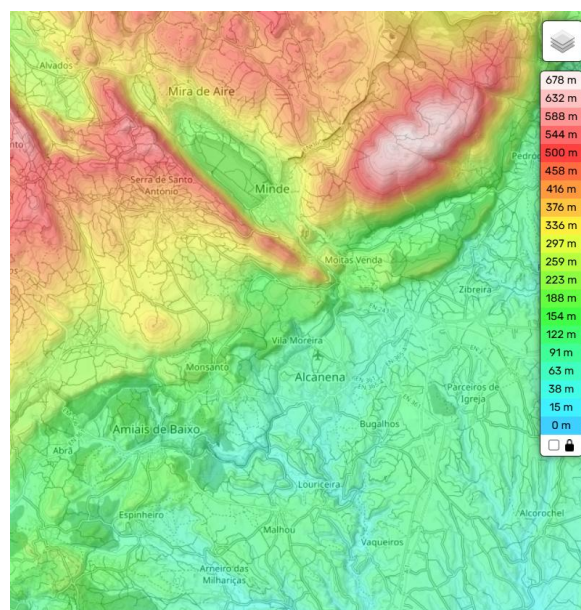 Alvados
Mira de Aire
678 m
632 m
588 m
544 m
500 m
458 m
416 m
376 m
336 m
297 m
259 m
223 m
188 m
154 m
122 m
91 m
63 m
38 m
15 m
0 m
Serra de Santo
António
Minde
Moitas Venda
Zibreira
Vila Moreira
Monsanto
Alcanena
Parceiros de
Igreja
Bugalhos
Amiais de Baixo
Abrã
Louriceira
Espinheiro
Malhou
Alcorochel
Vaqueiros
Arneiro das
Milhariças